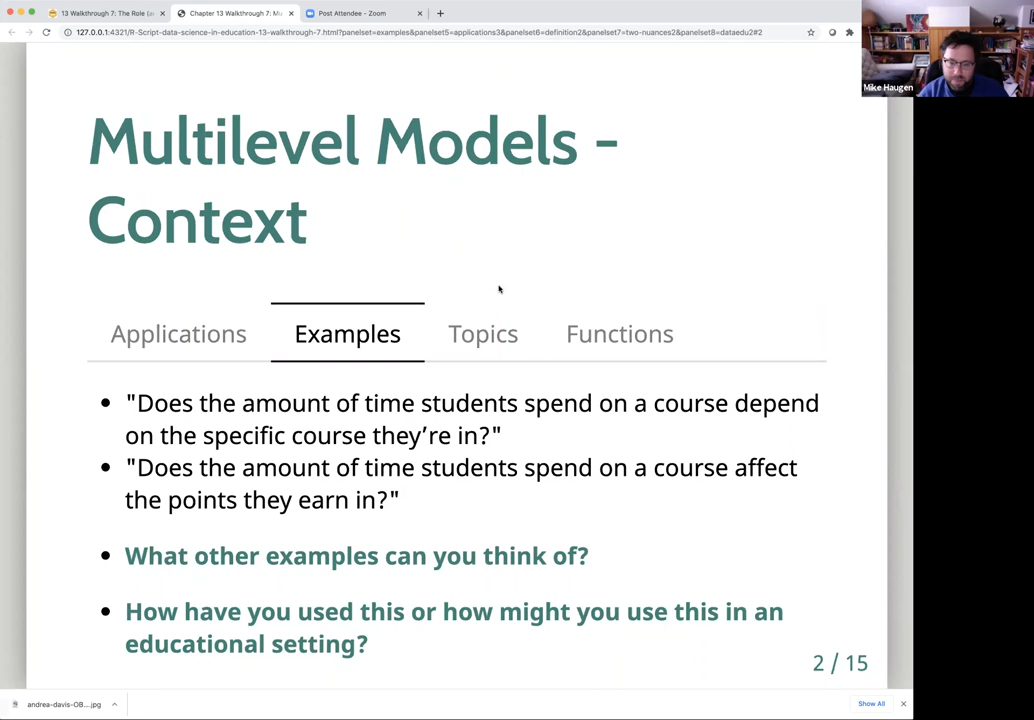 13 Walkthrough 7: The Role (a
Chapter 13 Walkthrough 7: Mu
Post Attendee - Zoom
127.0.0.1:4321/R-Script-data-science-in-education-13-walkthrough-7.html?panelset=examples&panelset5=applications3&panelset6=definition2&panelset7=two-nuances2&panelset8=dataedu2#2
Mike Haugen
Multilevel Models -
Context
Applications Examples Topics Functions
"Does the amount of time students spend on a course depend
on the specific course they’re in?"
"Does the amount of time students spend on a course affect
the points they earn in?"
What other examples can you think of?
How have you used this or how might you use this in an
educational setting?
2 / 15
andrea-davis-OB....jpg
Show All